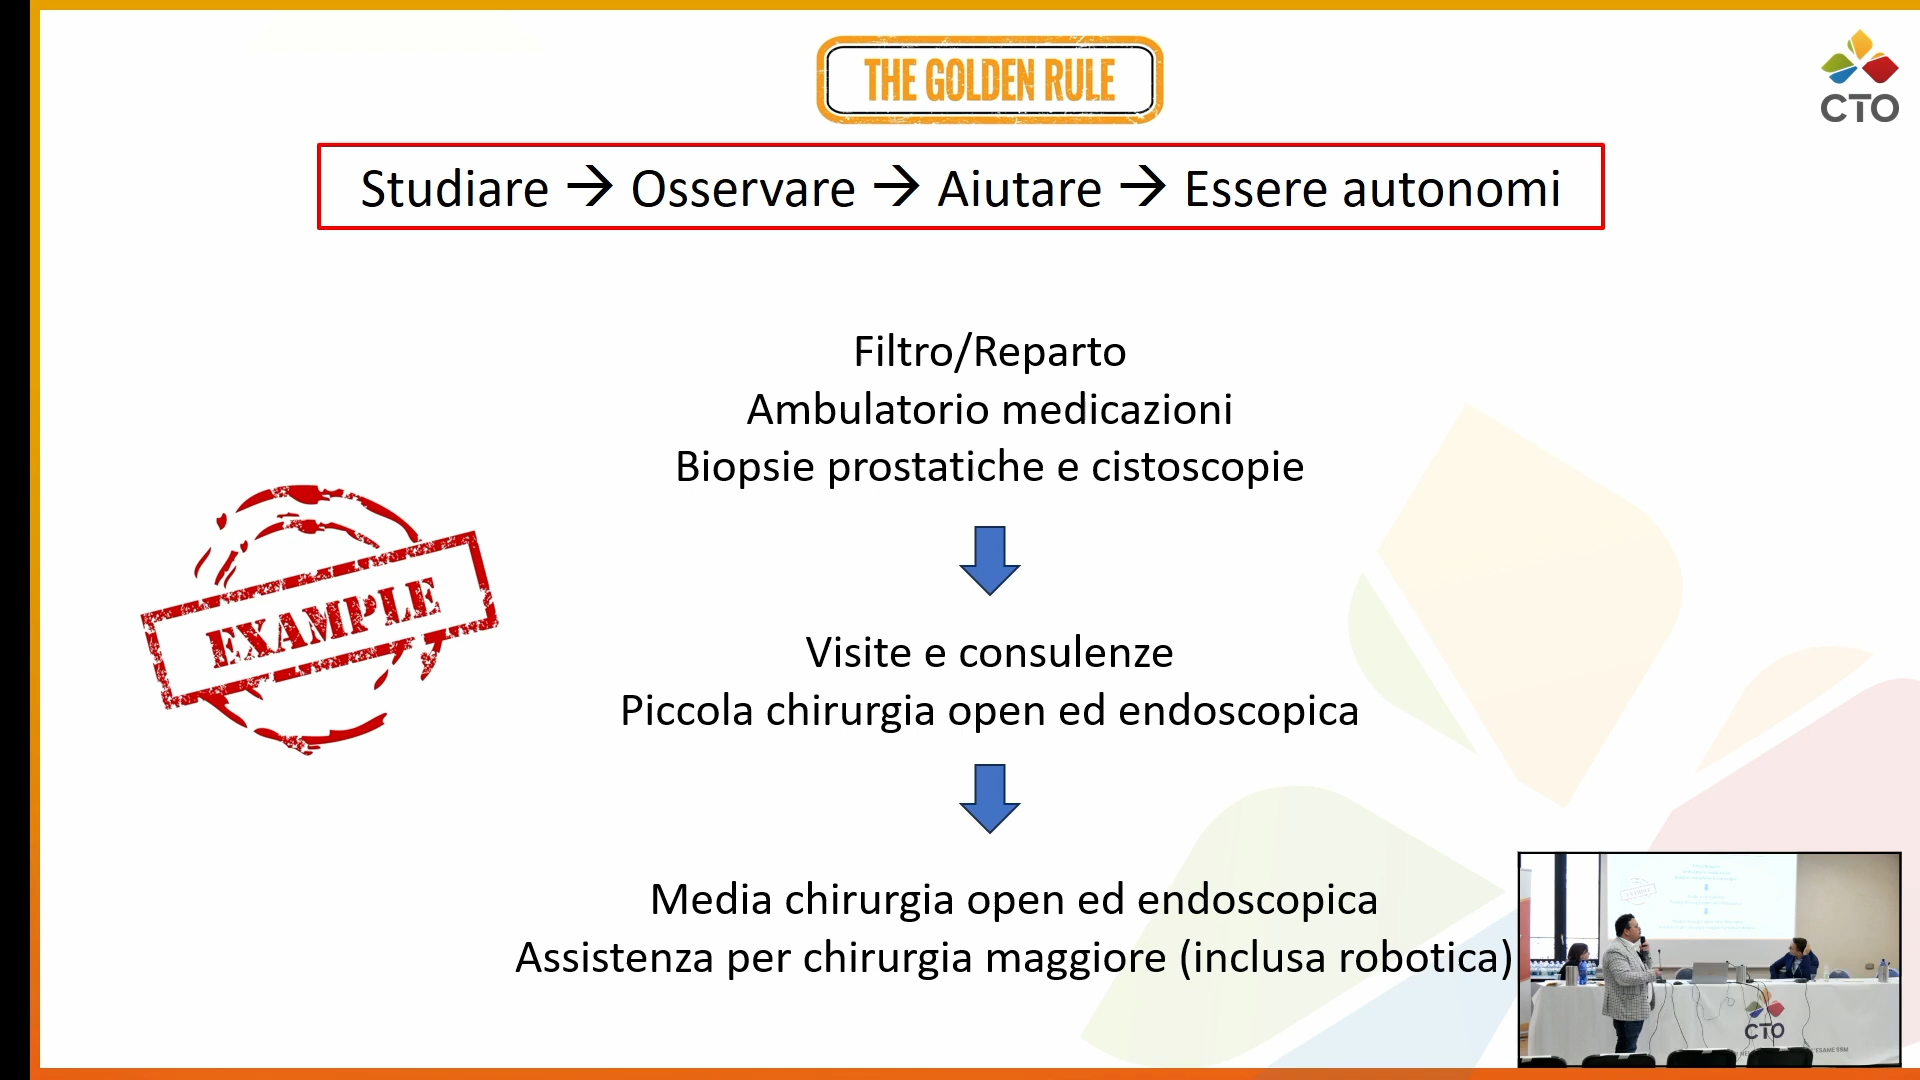 THE GOLDEN RULE
CTO
Studiare → Osservare → Aiutare → Essere autonomi
Filtro/Reparto
Ambulatorio medicazioni
Biopsie prostatiche e cistoscopie
EXAMPLE
Visite e consulenze
Piccola chirurgia open ed endoscopica
Media chirurgia open ed endoscopica
Assistenza per chirurgia maggiore (inclusa robotica)
CTO